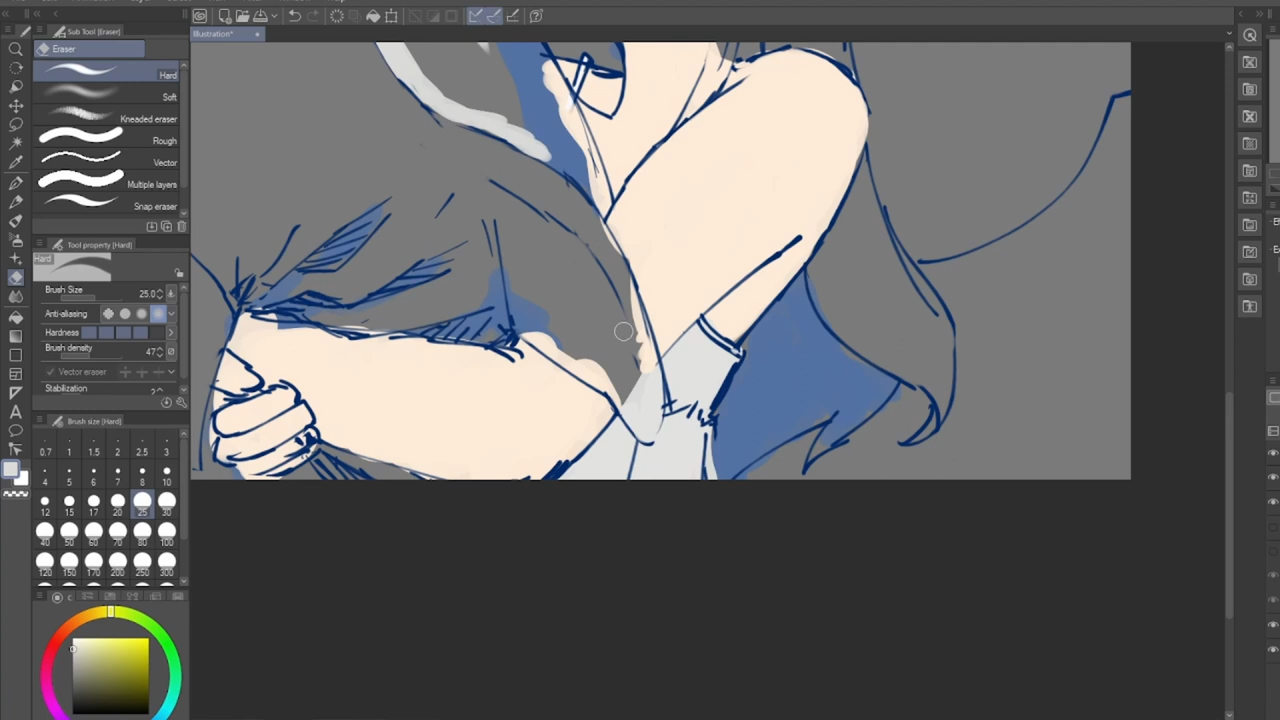 Sub Tool [Eraser]
Illustration*
Eraser
Hard
Soft
Kneaded eraser
Rough
Vector
Multiple layers
Snap eraser
Tool property [Hard]
Hard
Brush Size 25.0
Anti-aliasing
Hardness
Brush density 47
Vector eraser
Stabilization
Brush size [Hard]
0.7 1 1.5 2 2.5 3
4 5 6 7 8 10
12 15 17 20 25 30
40 50 60 70 80 100
120 150 170 200 250 300